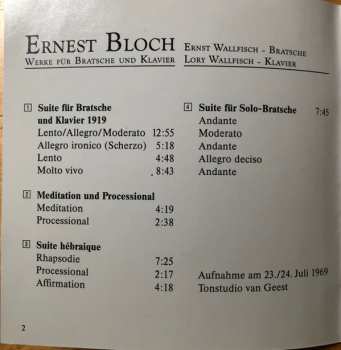 ERNEST BLOCH
WERKE FÜR BRATSCHE UND KLAVIER
ERNST WALLFISCH - BRATSCHE
LORY WALLFISCH - KLAVIER
1 Suite für Bratsche
und Klavier 1919
Lento/Allegro/Moderato 12:55
Allegro ironico (Scherzo) 5:18
Lento 4:48
Molto vivo 8:43
2 Meditation und Processional
Meditation 4:19
Processional 2:38
3 Suite hébraique
Rhapsodie 7:25
Processional 2:17
Affirmation 4:18
4 Suite für Solo-Bratsche 7:45
Andante
Moderato
Andante
Allegro deciso
Andante
Aufnahme am 23./24. Juli 1969
Tonstudio van Geest
2